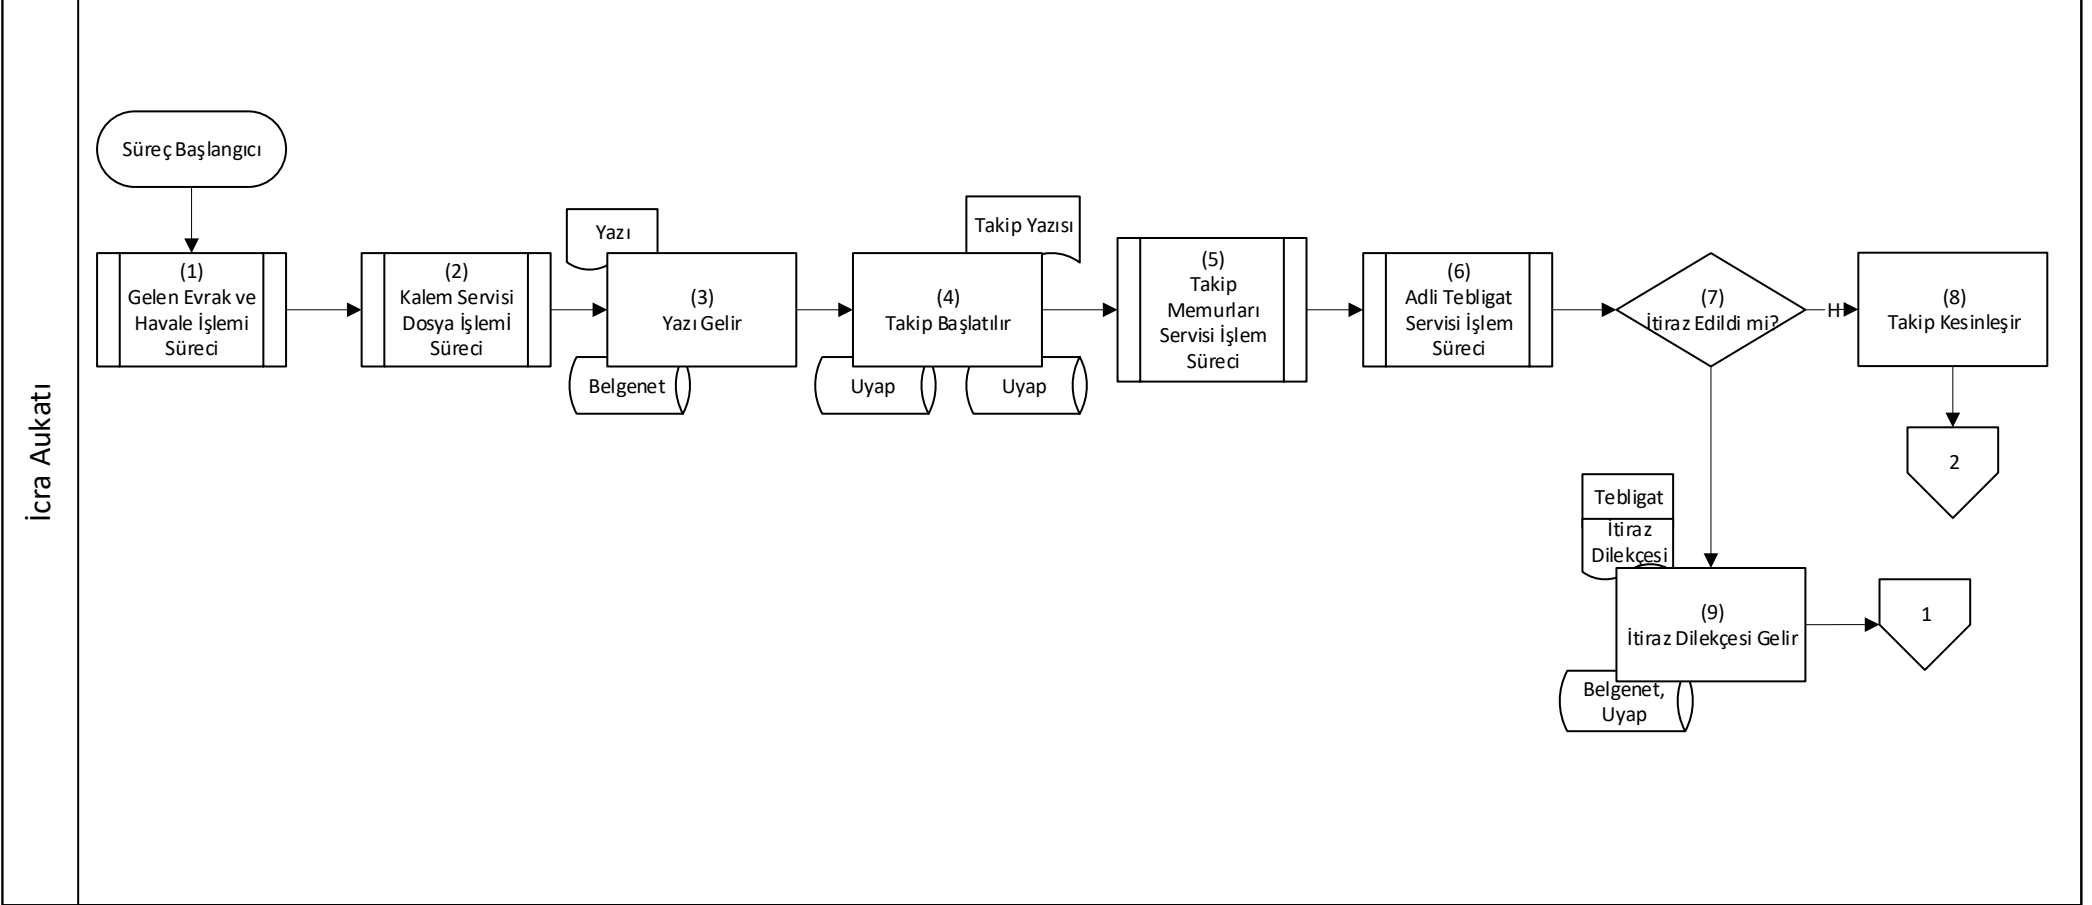 İcra Aukatı
Süreç Başlangıcı
(1)
Gelen Evrak ve
Havale İşlemi
Süreci
(2)
Kalem Servisi
Dosya İşlemİ
Süreci
Yazı
(3)
Yazı Gelir
Belgenet
Takip Yazısı
(4)
Takip Başlatılır
Uyap
Uyap
(5)
Takip
Memurları
Servisi İşlem
Süreci
(6)
Adli Tebligat
Servisi İşlem
Süreci
(7)
İtiraz Edildi mi?
H
(8)
Takip Kesinleşir
2
Tebligat
İtiraz
Dilekçesi
(9)
İtiraz Dilekçesi Gelir
Belgenet,
Uyap
1